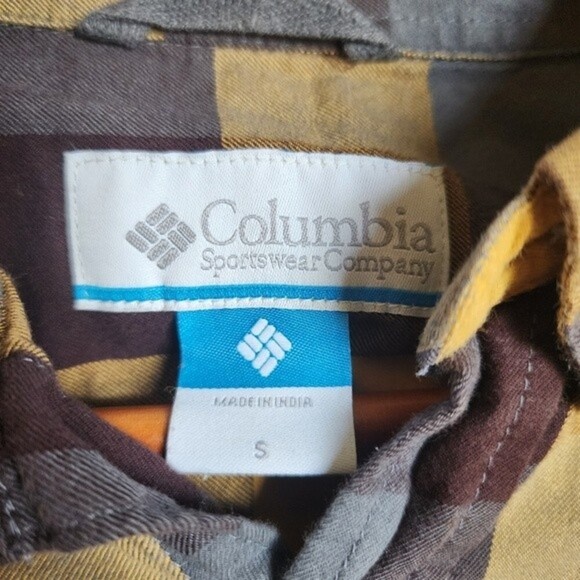 Columbia
Sportswear Company
MADE IN INDIA
S